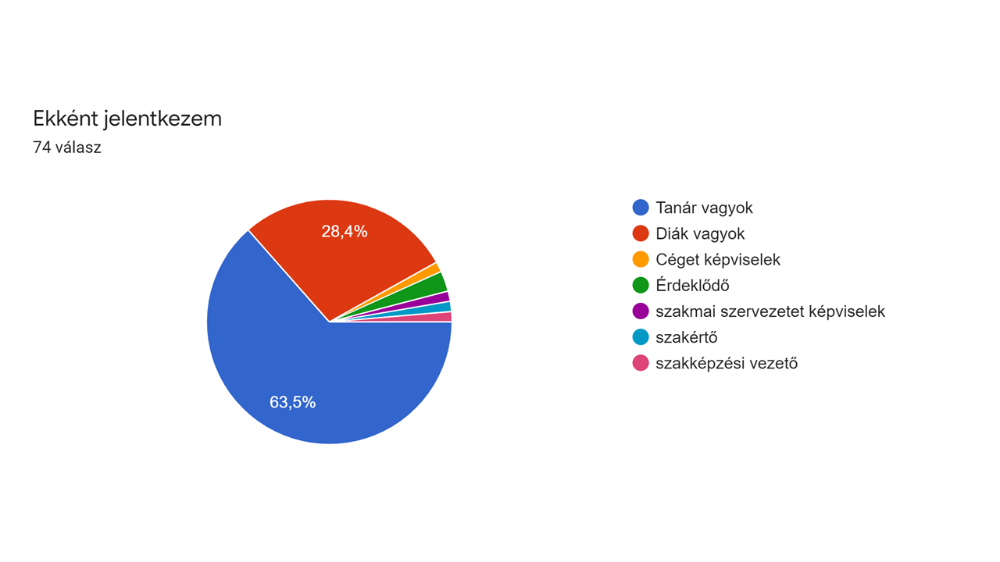 Ekként jelentkezem
74 válasz
28,4%
63,5%
Tanár vagyok
Diák vagyok
Céget képviselek
Érdeklődő
szakmai szervezetet képviselek
szakértő
szakképzési vezető